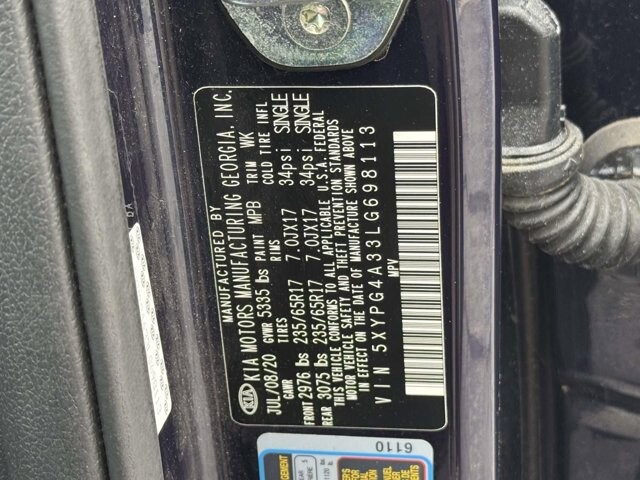 KIA
MANUFACTURED BY
KIA MOTORS MANUFACTURING GEORGIA, INC.
JUL/08/20 GVWR 5335 lbs PAINT MPB TRIM WK
GAWR TIRES RIMS COLD TIRE INFL
FRONT 2976 lbs 235/65R17 7.0JX17 34psi SINGLE
REAR 3075 lbs 235/65R17 7.0JX17 34psi SINGLE
THIS VEHICLE CONFORMS TO ALL APPLICABLE U.S.A. FEDERAL
MOTOR VEHICLE SAFETY AND THEFT PREVENTION STANDARDS
IN EFFECT ON THE DATE OF MANUFACTURE SHOWN ABOVE
VIN 5XYPG4A33LG698113
MPV
6110